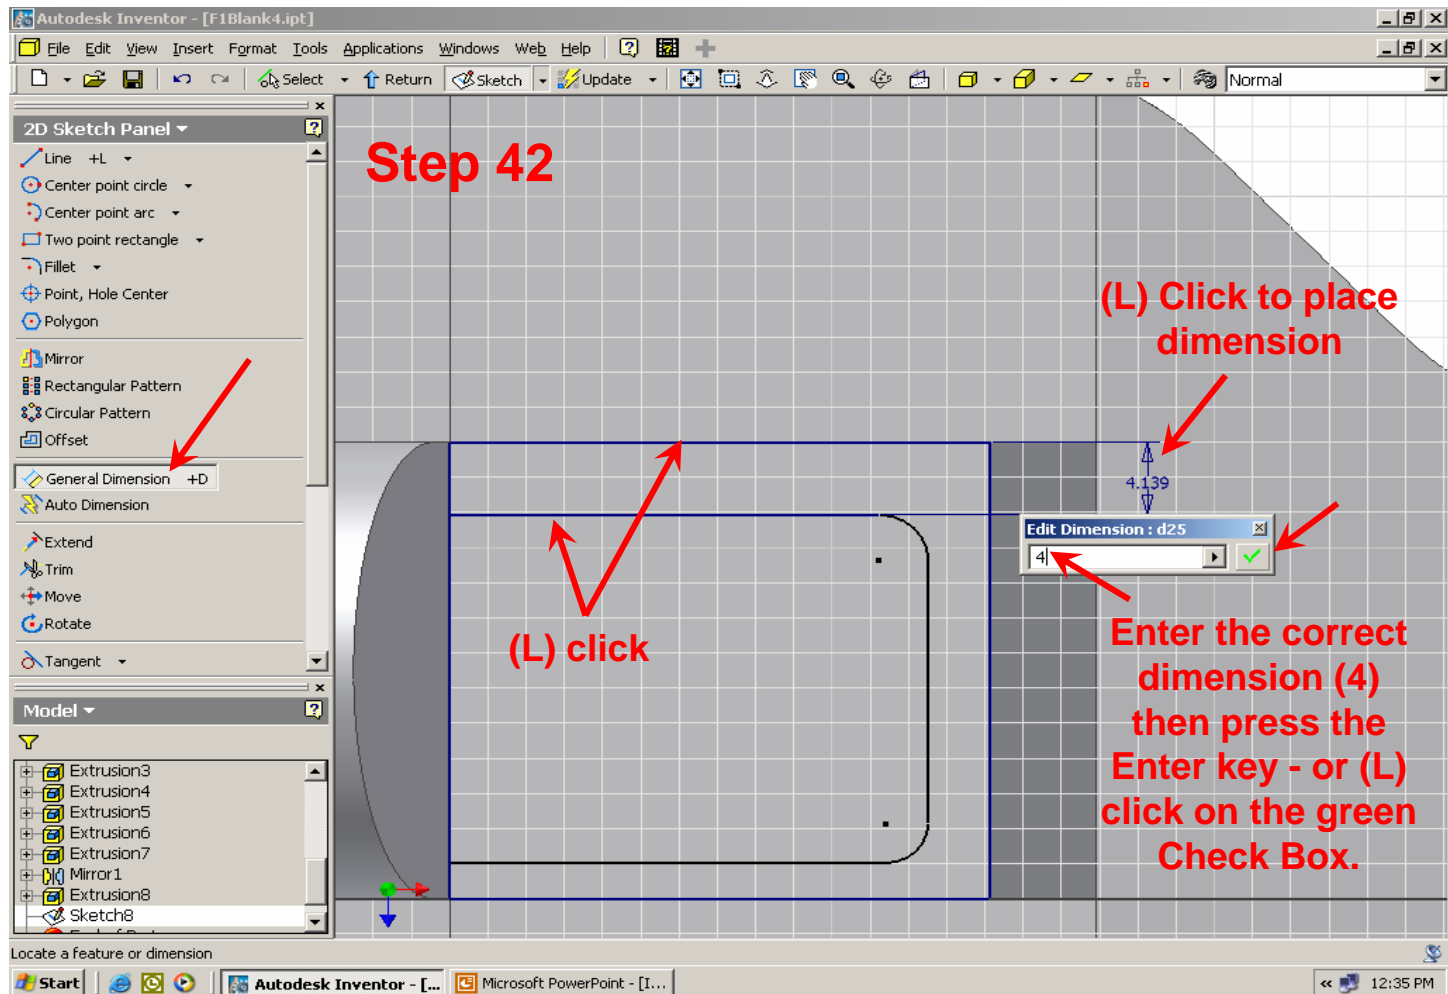 Autodesk Inventor - [F1Blank4.ipt]
File Edit View Insert Format Tools Applications Windows Web Help
Select Return Sketch Update Normal
2D Sketch Panel
Line +L
Center point circle
Center point arc
Two point rectangle
Fillet
Point, Hole Center
Polygon
Mirror
Rectangular Pattern
Circular Pattern
Offset
General Dimension +D
Auto Dimension
Extend
Trim
Move
Rotate
Tangent
Model
Extrusion3
Extrusion4
Extrusion5
Extrusion6
Extrusion7
Mirror1
Extrusion8
Sketch8
Step 42
(L) Click to place
dimension
4.139
Edit Dimension : d25
4
(L) click
Enter the correct
dimension (4)
then press the
Enter key - or (L)
click on the green
Check Box.
Locate a feature or dimension
Start Autodesk Inventor - [... Microsoft PowerPoint - [I... « 12:35 PM